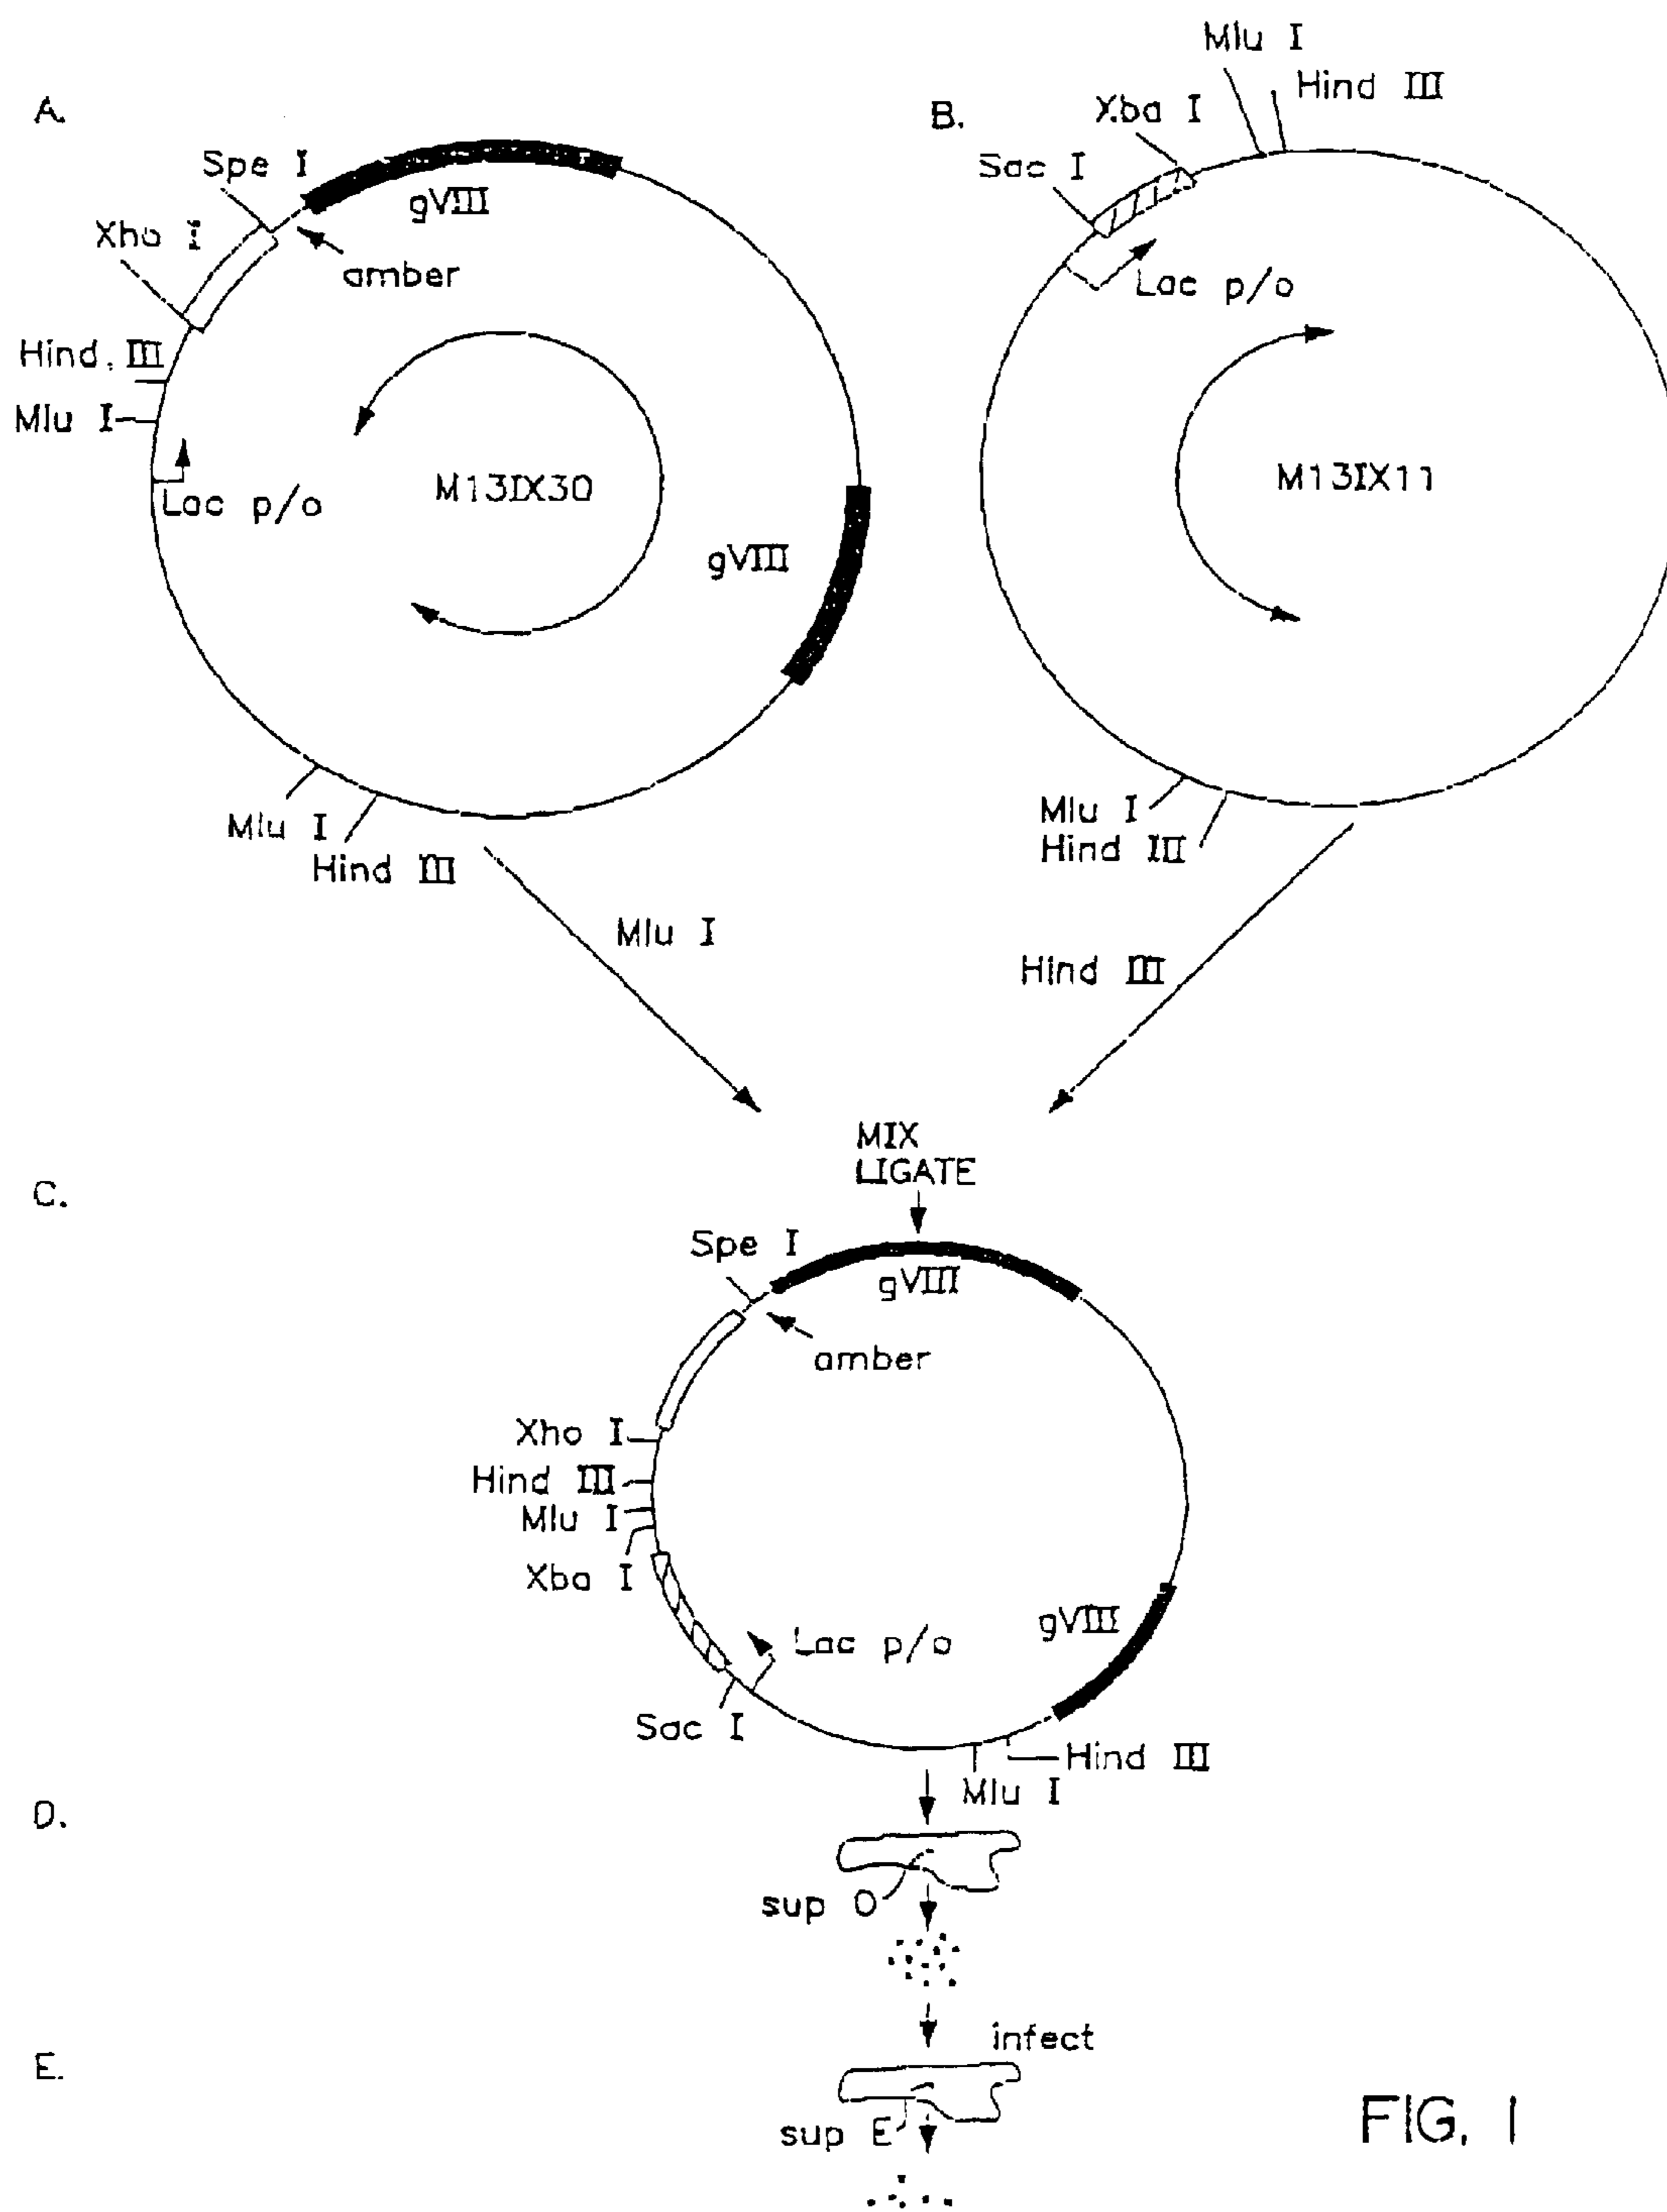 A.
Spe I
gVIII
Xho I
amber
Hind III
Mlu I
Lac p/o
M13IX30
gVIII
Mlu I
Hind III
B.
Mlu I
Hind III
Xba I
Sac I
Lac p/o
M13IX11
Mlu I
Hind III
Mlu I
Hind III
MIX
LIGATE
C.
Spe I
gVIII
amber
Xho I
Hind III
Mlu I
Xba I
Lac p/o
gVIII
Sac I
Hind III
Mlu I
D.
sup O
infect
E.
sup E
FIG. 1